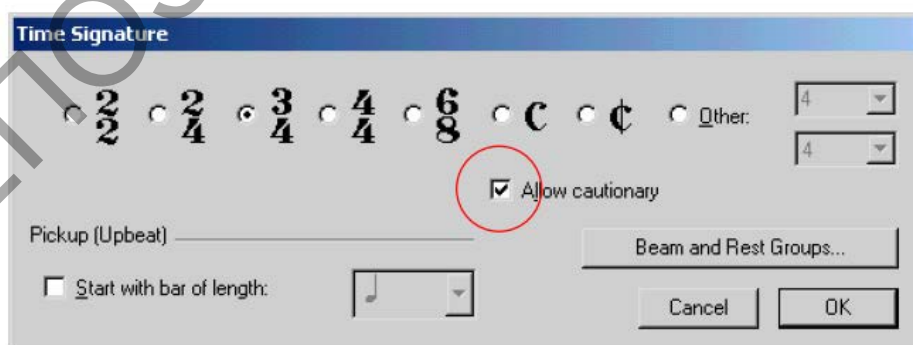 Time Signature
2/2 2/4 3/4 4/4 6/8 C ¢ Other: 4
4
Allow cautionary
Pickup (Upbeat)
Beam and Rest Groups...
Start with bar of length:
Cancel OK